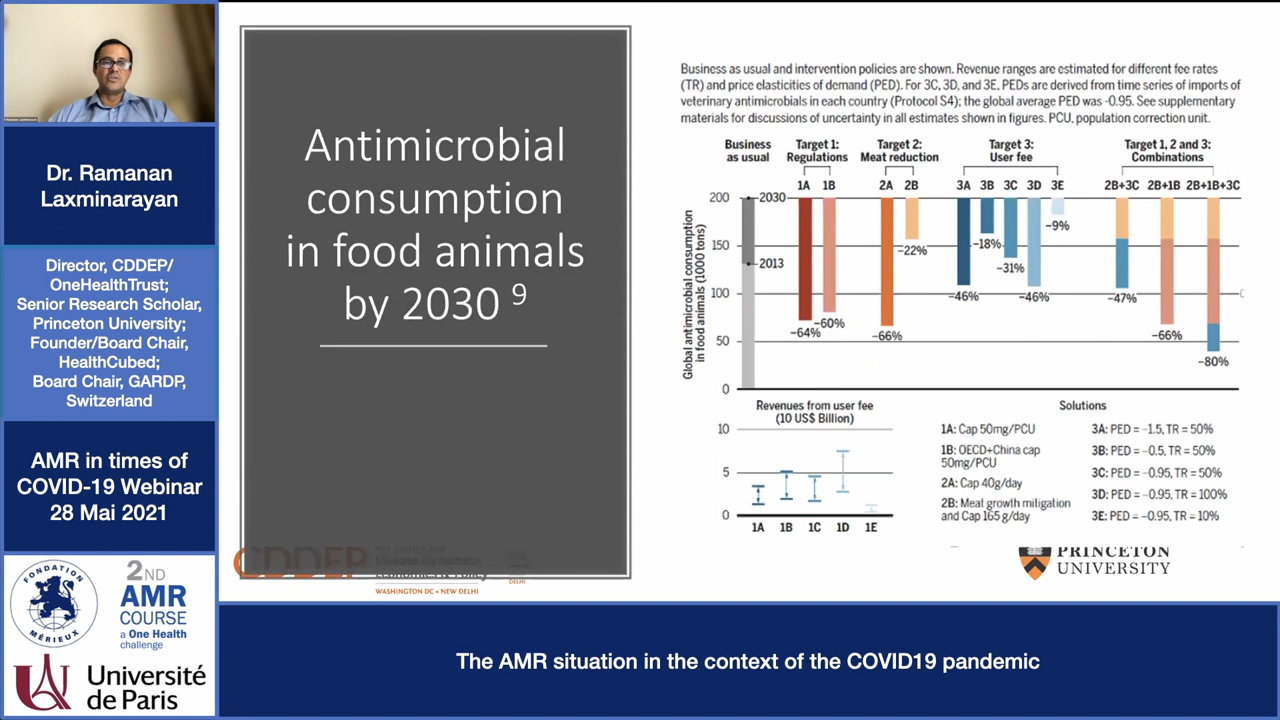 Dr. Ramanan
Laxminarayan
Director, CDDEP/
OneHealthTrust;
Senior Research Scholar,
Princeton University;
Founder/Board Chair,
HealthCubed;
Board Chair, GARDP,
Switzerland
AMR in times of
COVID-19 Webinar
28 Mai 2021
FONDATION
MÉRIEUX
2ND
AMR
COURSE
a One Health
challenge
Université
de Paris
Antimicrobial
consumption
in food animals
by 2030 9
CDDEP
WASHINGTON DC • NEW DELHI
DELHI
Business as usual and intervention policies are shown. Revenue ranges are estimated for different fee rates
(TR) and price elasticities of demand (PED). For 3C, 3D, and 3E, PEDs are derived from time series of imports of
veterinary antimicrobials in each country (Protocol S4); the global average PED was -0.95. See supplementary
materials for discussions of uncertainty in all estimates shown in figures. PCU, population correction unit.
Business
as usual
Target 1:
Regulations
Target 2:
Meat reduction
Target 3:
User fee
Target 1, 2 and 3:
Combinations
1A 1B 2A 2B 3A 3B 3C 3D 3E 2B+3C 2B+1B 2B+1B+3C
Global antimicrobial consumption
in food animals (1000 tons)
200
150
100
50
0
2030
2013
−64%
−60%
−66%
−22%
−46%
−18%
−31%
−46%
−9%
−47%
−66%
−80%
Revenues from user fee
(10 US$ Billion)
10
5
0
1A 1B 1C 1D 1E
Solutions
1A: Cap 50mg/PCU
1B: OECD+China cap
50mg/PCU
2A: Cap 40g/day
2B: Meat growth mitigation
and Cap 165 g/day
3A: PED = −1.5, TR = 50%
3B: PED = −0.5, TR = 50%
3C: PED = −0.95, TR = 50%
3D: PED = −0.95, TR = 100%
3E: PED = −0.95, TR = 10%
PRINCETON
UNIVERSITY
The AMR situation in the context of the COVID19 pandemic